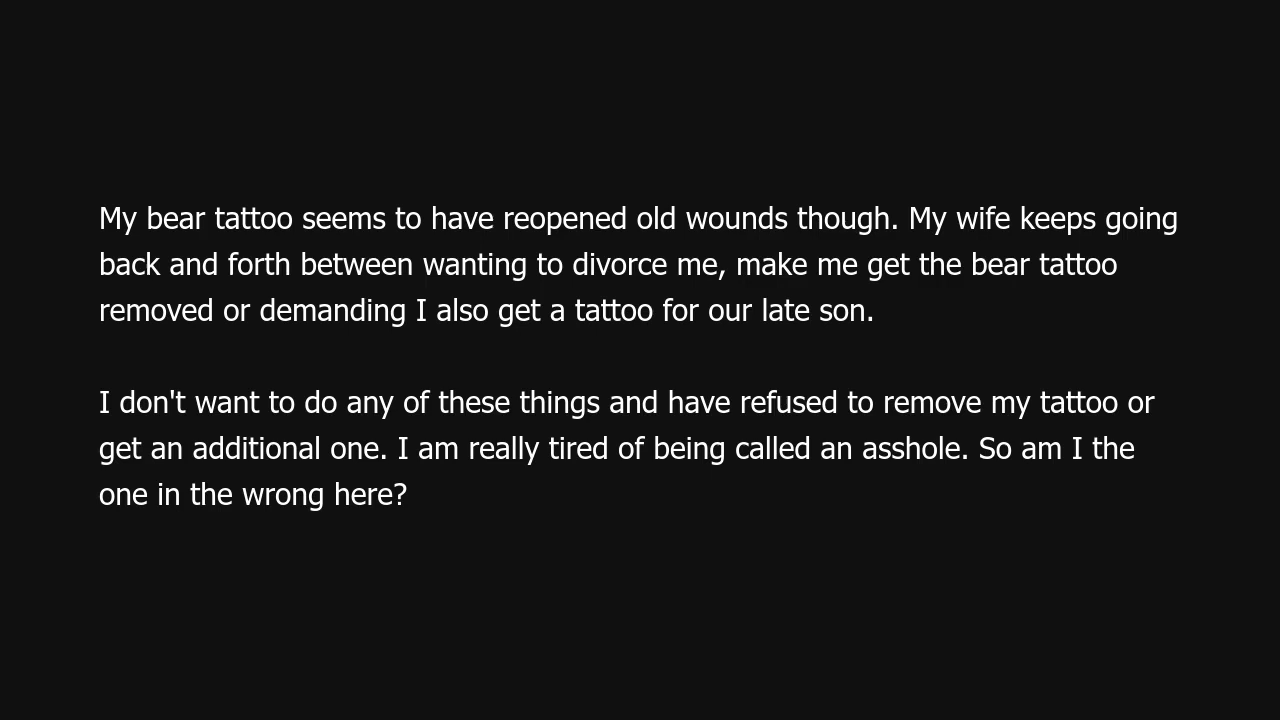 My bear tattoo seems to have reopened old wounds though. My wife keeps going
back and forth between wanting to divorce me, make me get the bear tattoo
removed or demanding I also get a tattoo for our late son.
I don't want to do any of these things and have refused to remove my tattoo or
get an additional one. I am really tired of being called an asshole. So am I the
one in the wrong here?